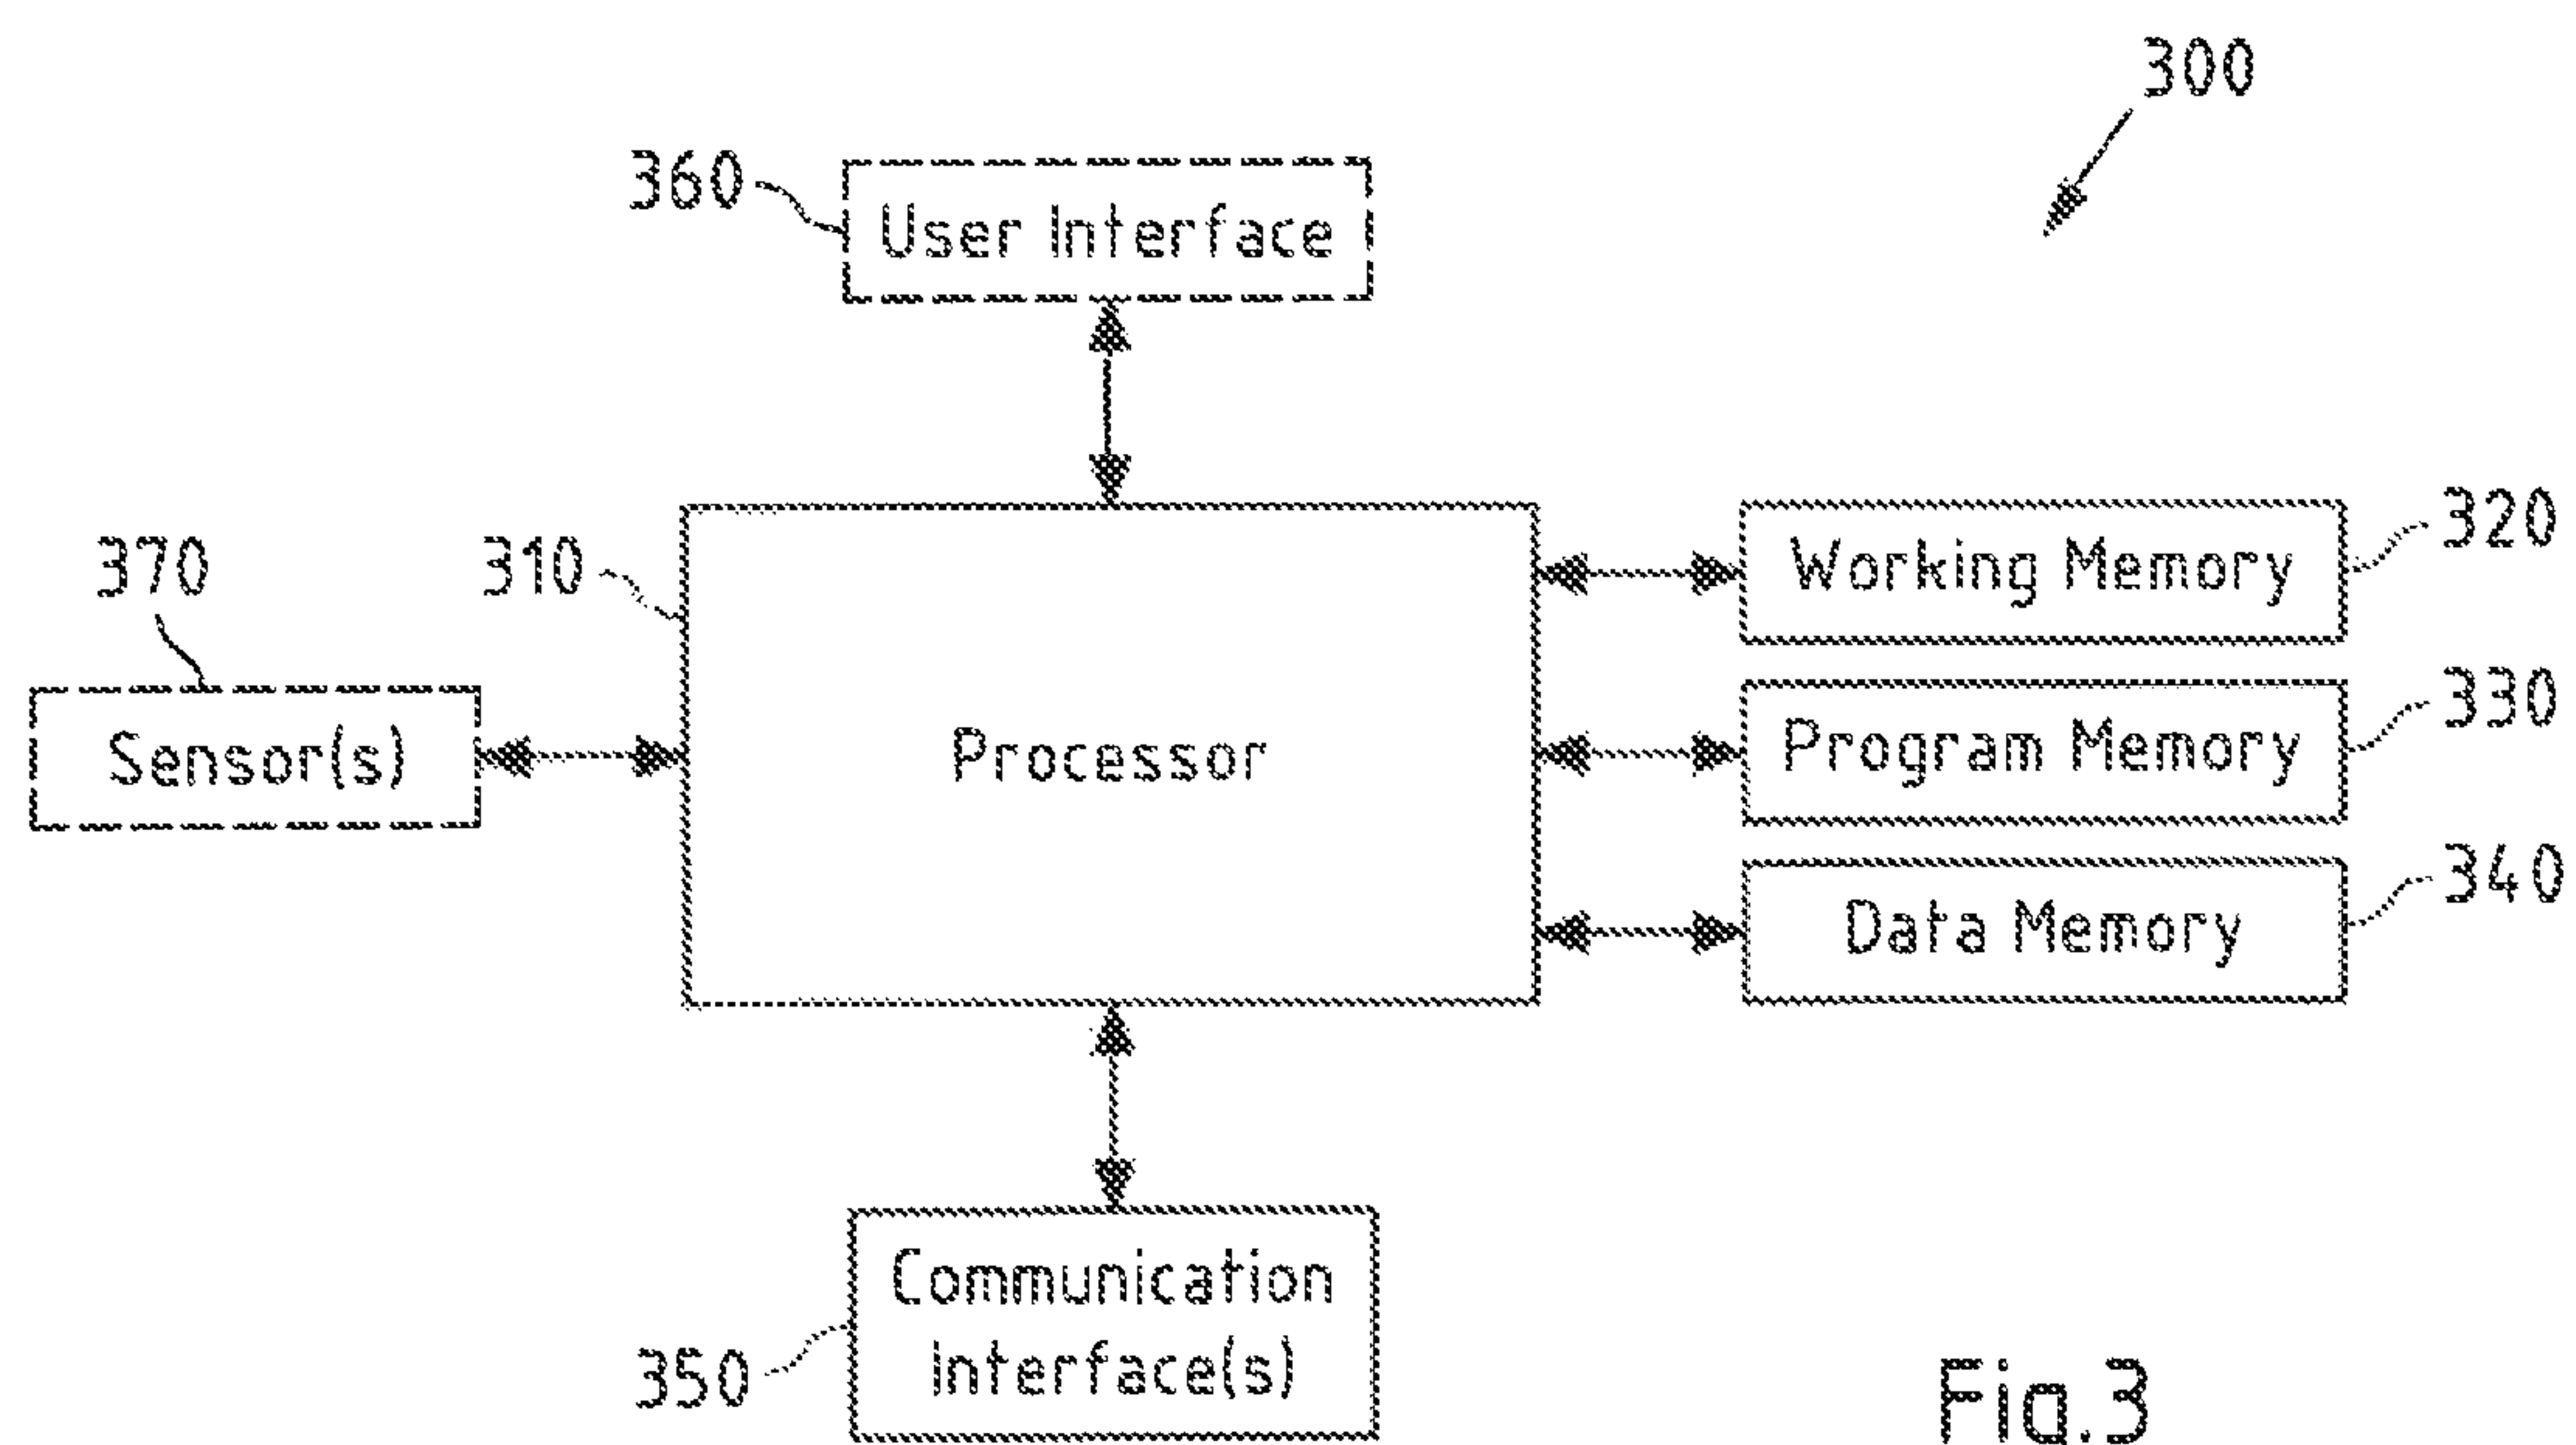 300
360
User Interface
370
310
320
Working Memory
330
Sensor(s)
Processor
Program Memory
340
Data Memory
Communication
Interface(s)
350
Fig.3